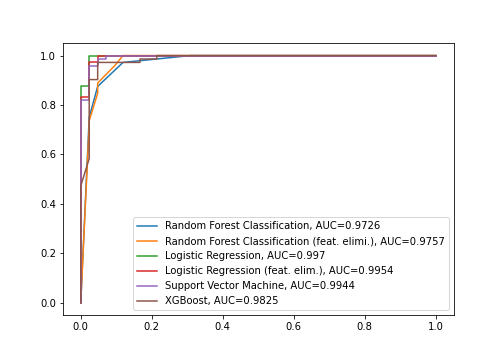 1.0
0.8
0.6
0.4
0.2
0.0
Random Forest Classification, AUC=0.9726
Random Forest Classification (feat. elimi.), AUC=0.9757
Logistic Regression, AUC=0.997
Logistic Regression (feat. elim.), AUC=0.9954
Support Vector Machine, AUC=0.9944
XGBoost, AUC=0.9825
0.0 0.2 0.4 0.6 0.8 1.0